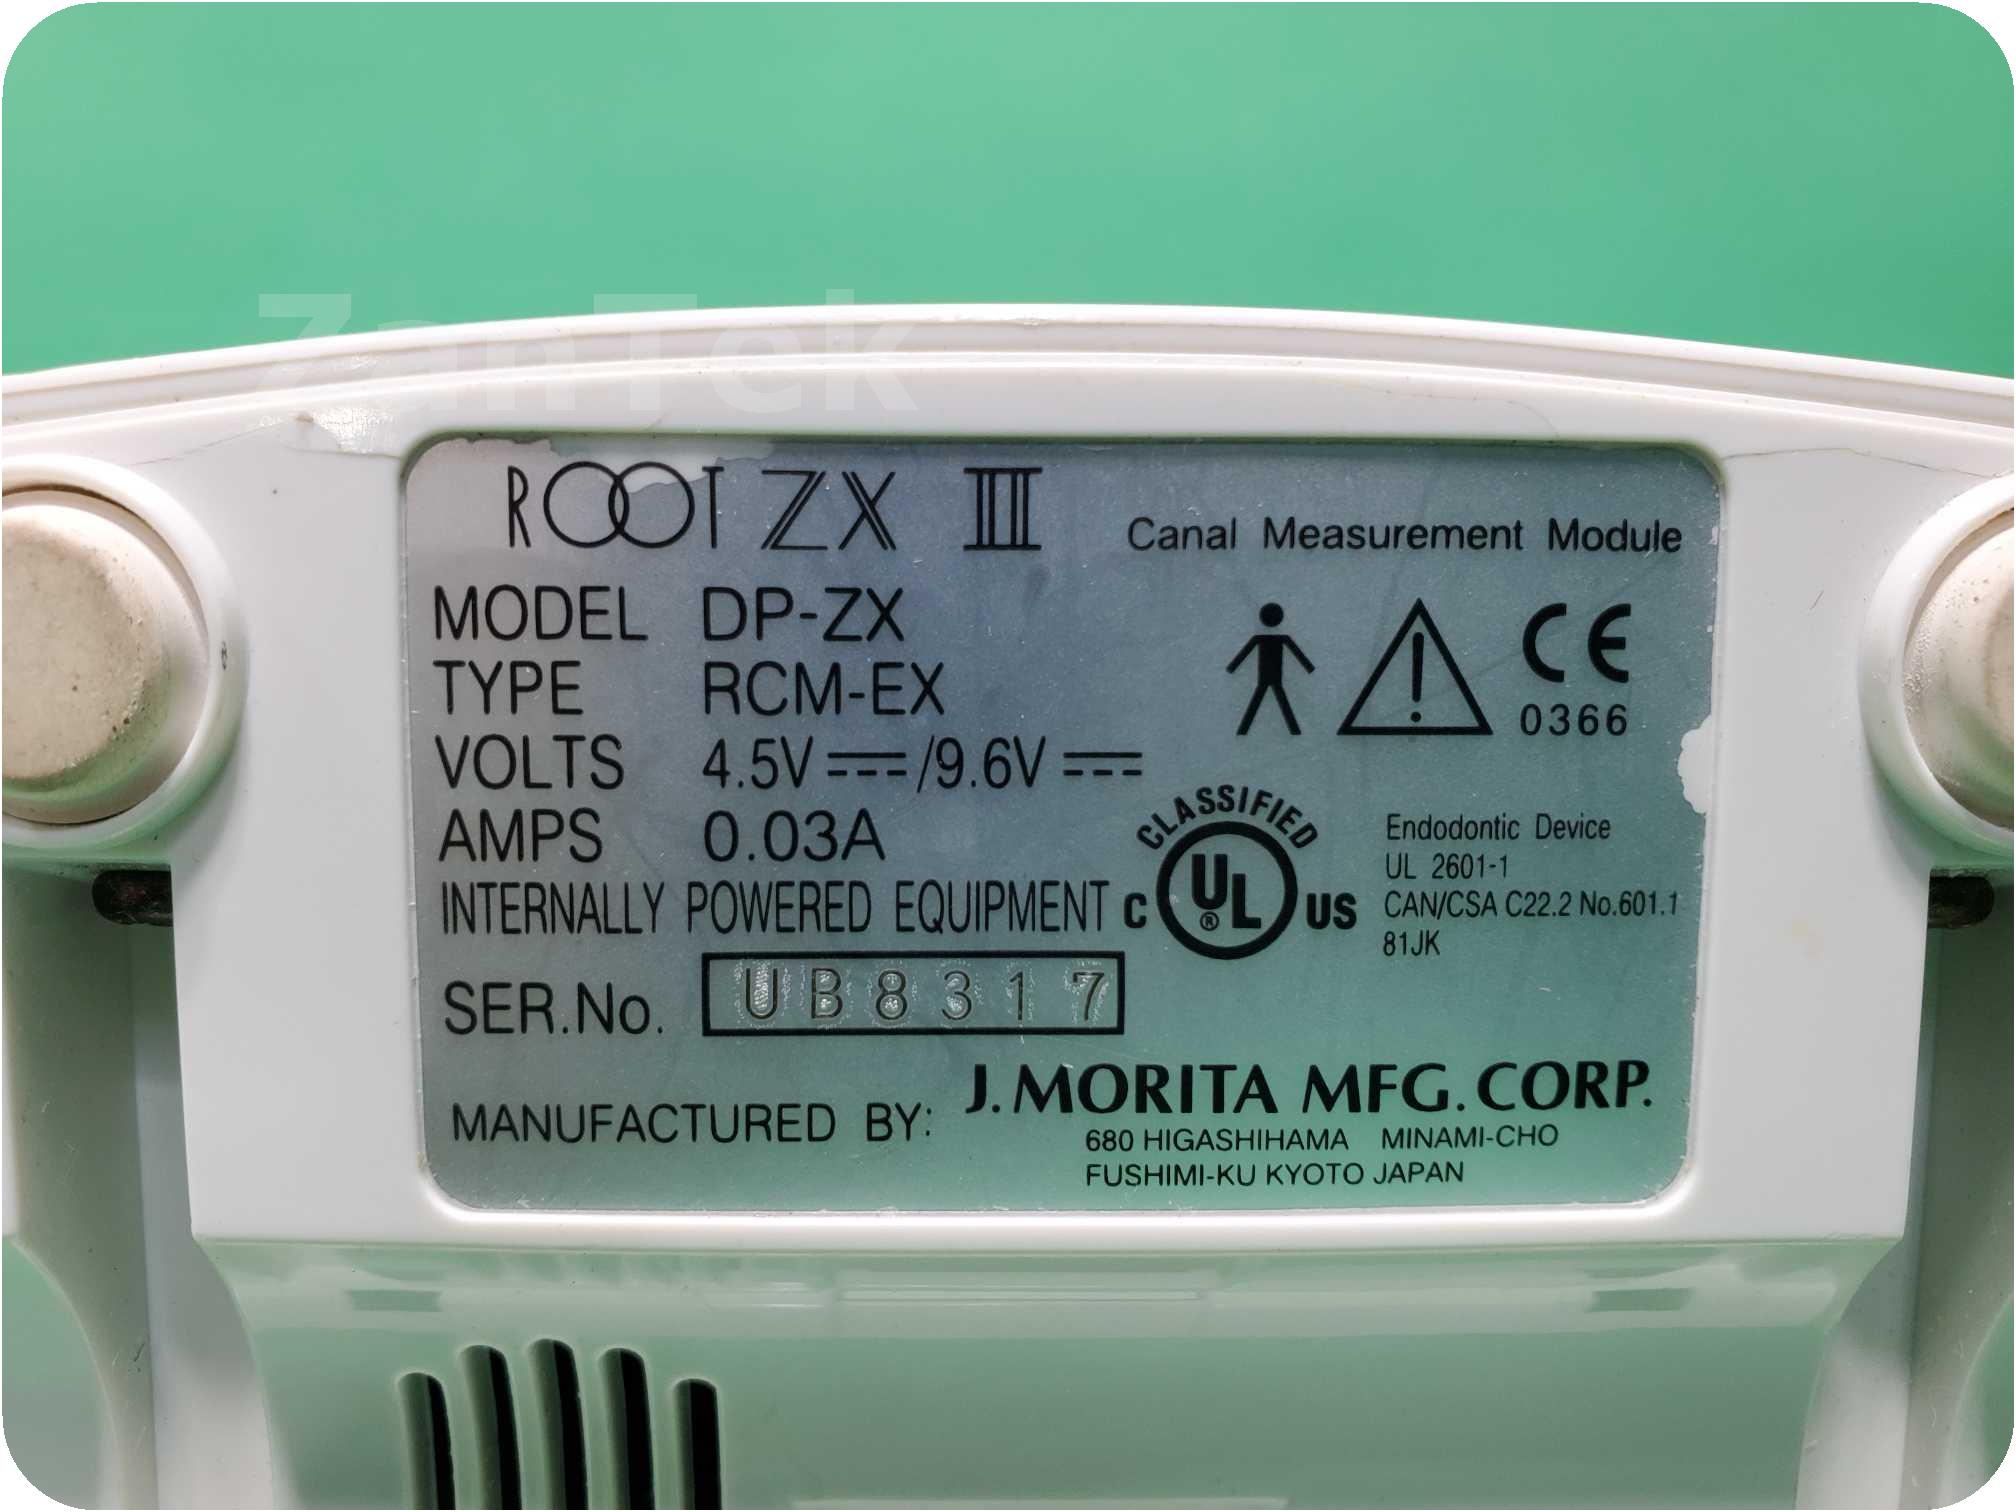 ZanTek
ROOT ZX III
Canal Measurement Module
MODEL DP-ZX
TYPE RCM-EX
VOLTS 4.5V⎓/9.6V⎓
AMPS 0.03A
INTERNALLY POWERED EQUIPMENT
SER.No. UB8317
CE
0366
CLASSIFIED
C UL® US
Endodontic Device
UL 2601-1
CAN/CSA C22.2 No.601.1
81JK
MANUFACTURED BY: J. MORITA MFG. CORP.
680 HIGASHIHAMA MINAMI-CHO
FUSHIMI-KU KYOTO JAPAN